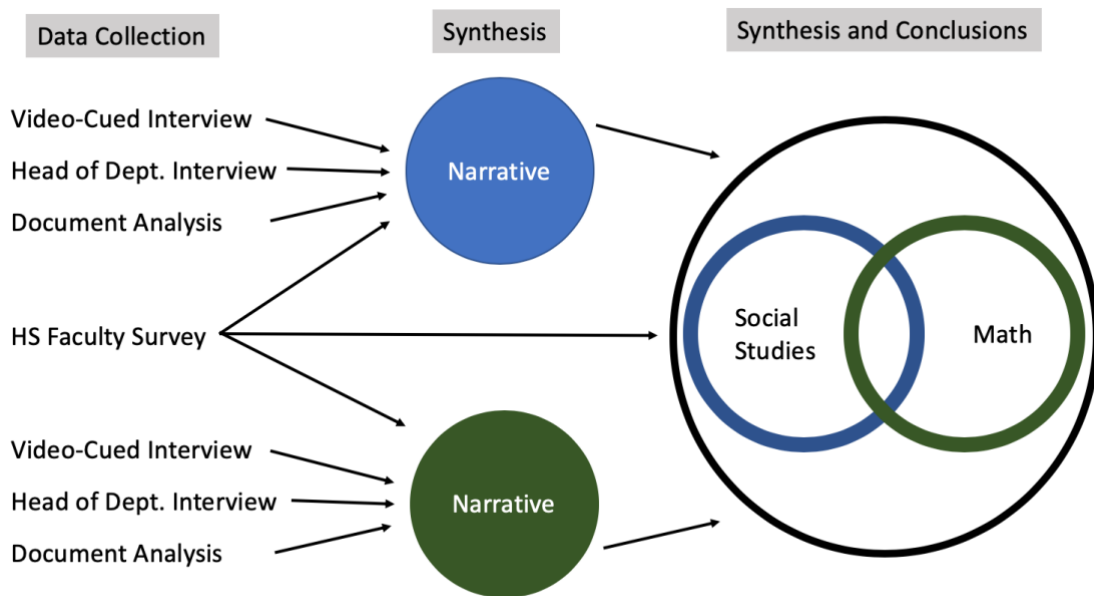 Data Collection
Synthesis
Synthesis and Conclusions
Video-Cued Interview
Head of Dept. Interview
Document Analysis
Narrative
HS Faculty Survey
Social
Studies
Math
Video-Cued Interview
Head of Dept. Interview
Document Analysis
Narrative